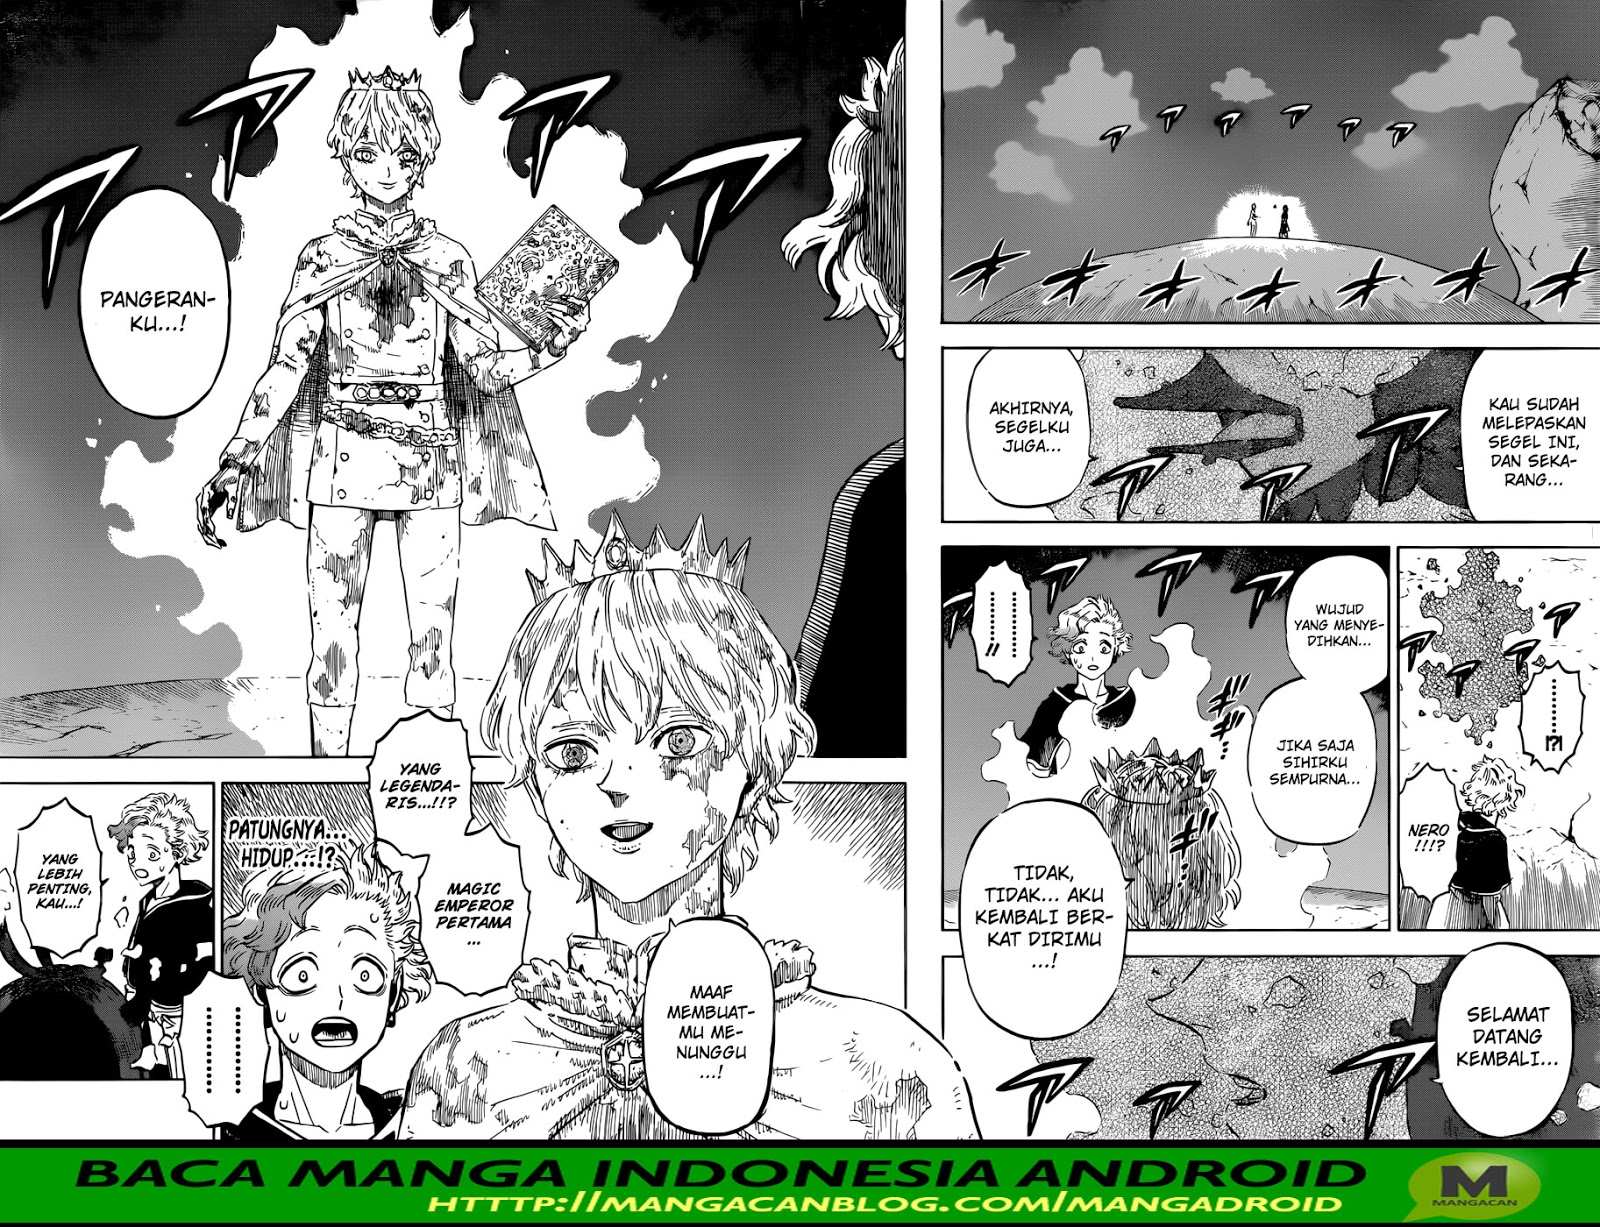 KAU SUDAH
MELEPASKAN
SEGEL INI,
DAN SEKA-
RANG...
AKHIRNYA,
SEGELKU
JUGA...
..........!?!
NERO
!!!?
WUJUD
YANG MENYE-
DIHKAN...
JIKA SAJA
SIHIRKU
SEMPURNA...
..........!!
TIDAK,
TIDAK... AKU
KEMBALI BER-
KAT DIRIMU
...!
SELAMAT
DATANG
KEMBALI...
PANGERAN-
KU...!
MAAF
MEMBUAT-
MU ME-
NUNGGU
...!
YANG
LEGENDA-
RIS...!!?
MAGIC
EMPEROR
PERTAMA
...
PATUNGNYA...
HIDUP...!?
..........
YANG
LEBIH
PENTING,
KAU...!
BACA MANGA INDONESIA ANDROID
HTTTP://MANGACANBLOG.COM/MANGADROID
M
MANGACAN